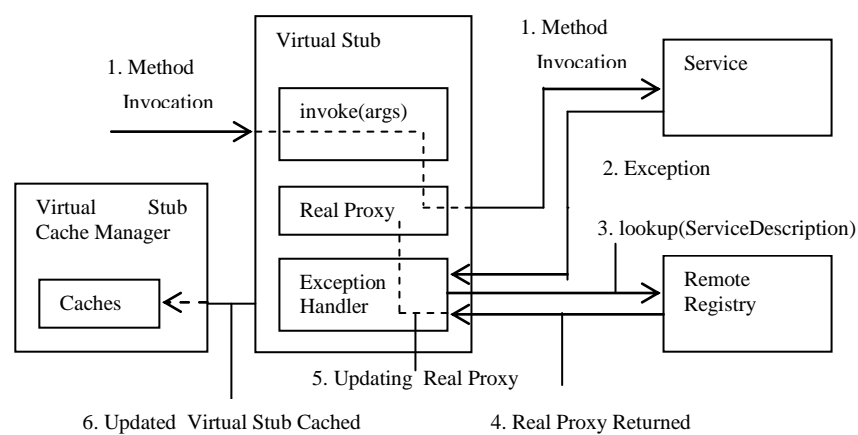 Virtual Stub
1. Method
Invocation
invoke(args)
1. Method
Invocation
Service
2. Exception
Virtual Stub
Cache Manager
Real Proxy
3. lookup(ServiceDescription)
Caches
Exception
Handler
Remote
Registry
5. Updating Real Proxy
6. Updated Virtual Stub Cached
4. Real Proxy Returned